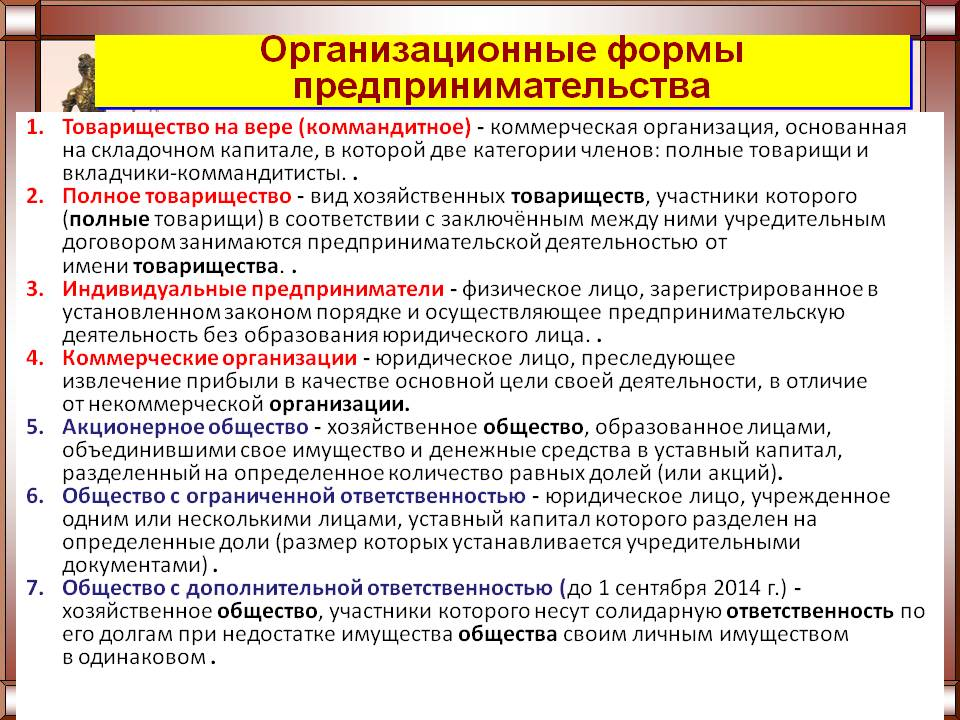 Организационные формы
предпринимательства
1. Товарищество на вере (коммандитное) - коммерческая организация, основанная
на складочном капитале, в которой две категории членов: полные товарищи и
вкладчики-коммандитисты. .
2. Полное товарищество - вид хозяйственных товариществ, участники которого
(полные товарищи) в соответствии с заключённым между ними учредительным
договором занимаются предпринимательской деятельностью от
имени товарищества. .
3. Индивидуальные предприниматели - физическое лицо, зарегистрированное в
установленном законом порядке и осуществляющее предпринимательскую
деятельность без образования юридического лица. .
4. Коммерческие организации - юридическое лицо, преследующее
извлечение прибыли в качестве основной цели своей деятельности, в отличие
от некоммерческой организации.
5. Акционерное общество - хозяйственное общество, образованное лицами,
объединившими свое имущество и денежные средства в уставный капитал,
разделенный на определенное количество равных долей (или акций).
6. Общество с ограниченной ответственностью - юридическое лицо, учрежденное
одним или несколькими лицами, уставный капитал которого разделен на
определенные доли (размер которых устанавливается учредительными
документами) .
7. Общество с дополнительной ответственностью (до 1 сентября 2014 г.) -
хозяйственное общество, участники которого несут солидарную ответственность по
его долгам при недостатке имущества общества своим личным имуществом
в одинаковом .